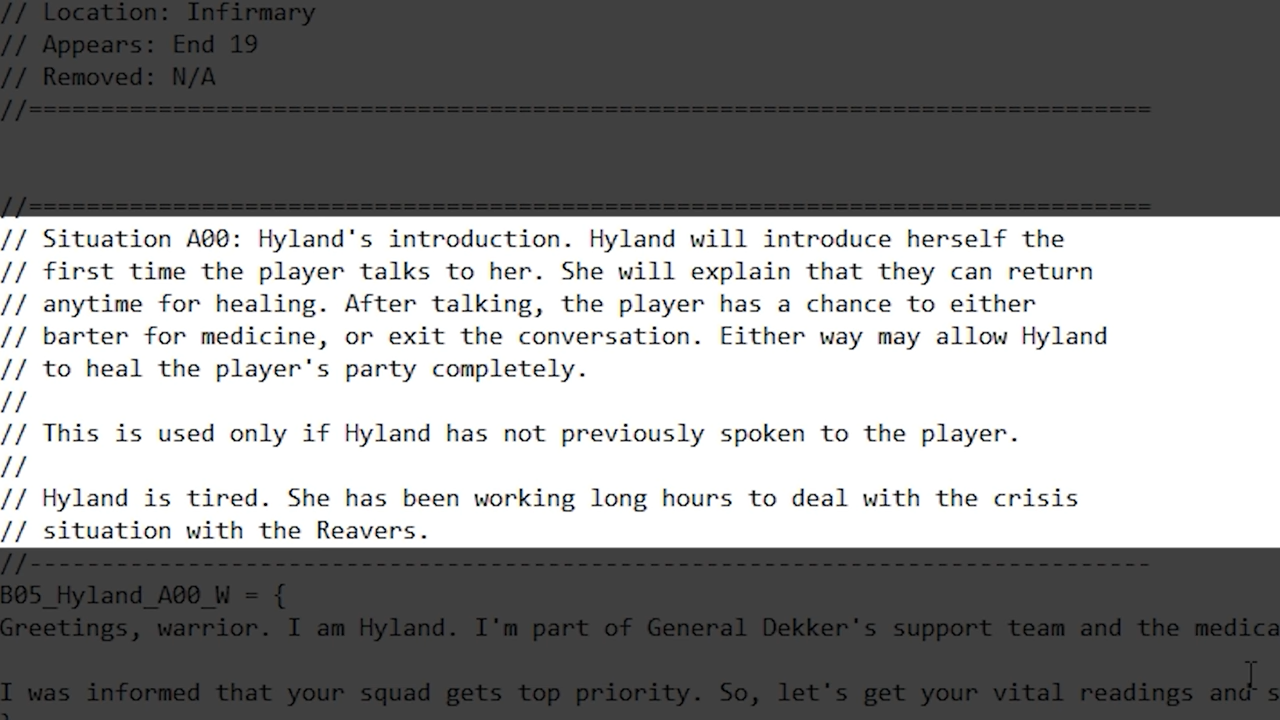 // Location: Infirmary
// Appears: End 19
// Removed: N/A
//==============================================================================
//==============================================================================
// Situation A00: Hyland's introduction. Hyland will introduce herself the
// first time the player talks to her. She will explain that they can return
// anytime for healing. After talking, the player has a chance to either
// barter for medicine, or exit the conversation. Either way may allow Hyland
// to heal the player's party completely.
//
// This is used only if Hyland has not previously spoken to the player.
//
// Hyland is tired. She has been working long hours to deal with the crisis
// situation with the Reavers.
//------------------------------------------------------------------------------
B05_Hyland_A00_W = {
Greetings, warrior. I am Hyland. I'm part of General Dekker's support team and the medica
I was informed that your squad gets top priority. So, let's get your vital readings and s